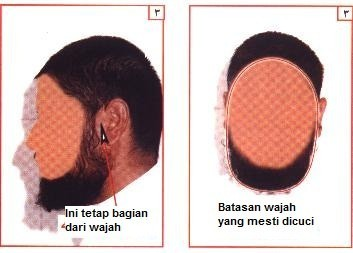 ٣
Ini tetap bagian
dari wajah
٣
Batasan wajah
yang mesti dicuci